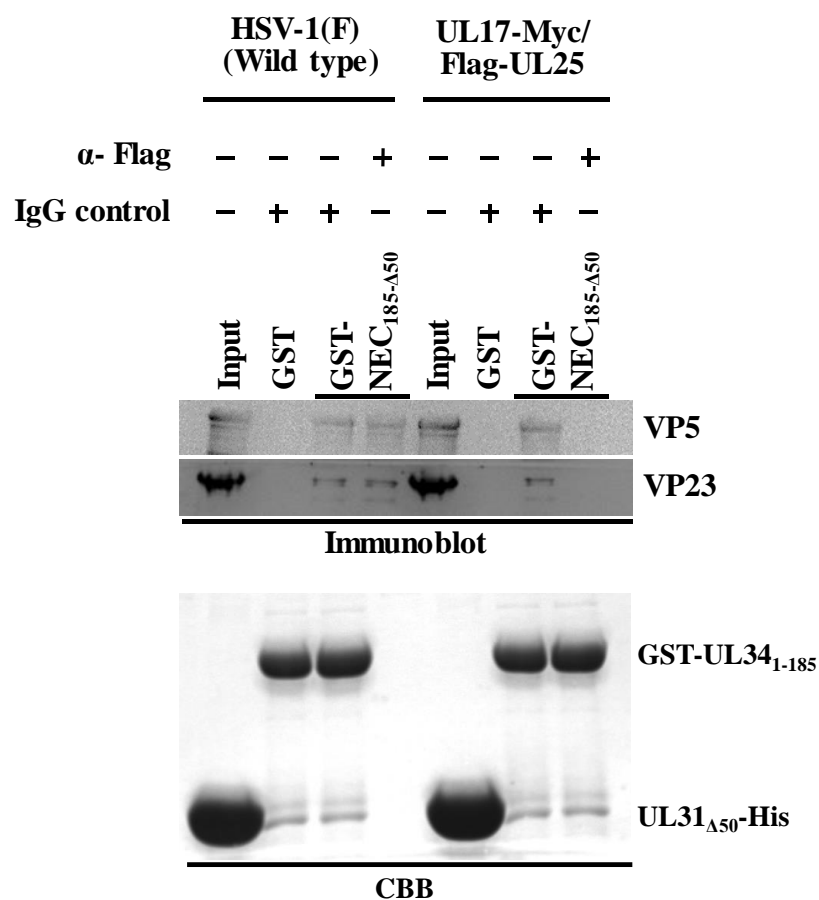 HSV-1(F)
(Wild type)
UL17-Myc/
Flag-UL25
α- Flag − − − + − − − +
IgG control − + + − − + + −
Input
GST
GST-
NEC185-Δ50
Input
GST
GST-
NEC185-Δ50
VP5
VP23
Immunoblot
GST-UL341-185
UL31Δ50-His
CBB